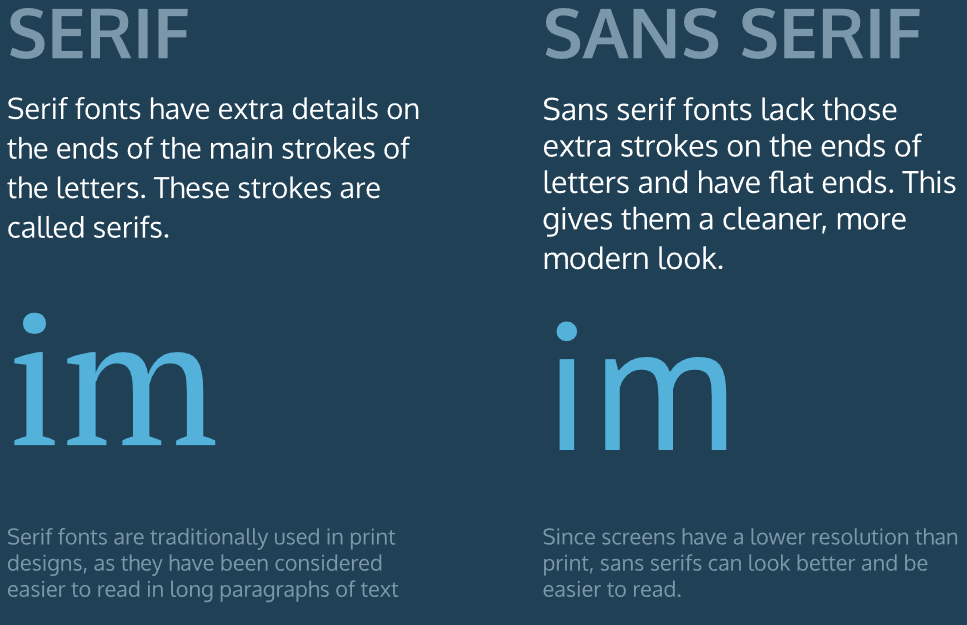 SERIF
Serif fonts have extra details on
the ends of the main strokes of
the letters. These strokes are
called serifs.
im
Serif fonts are traditionally used in print
designs, as they have been considered
easier to read in long paragraphs of text
SANS SERIF
Sans serif fonts lack those
extra strokes on the ends of
letters and have flat ends. This
gives them a cleaner, more
modern look.
im
Since screens have a lower resolution than
print, sans serifs can look better and be
easier to read.